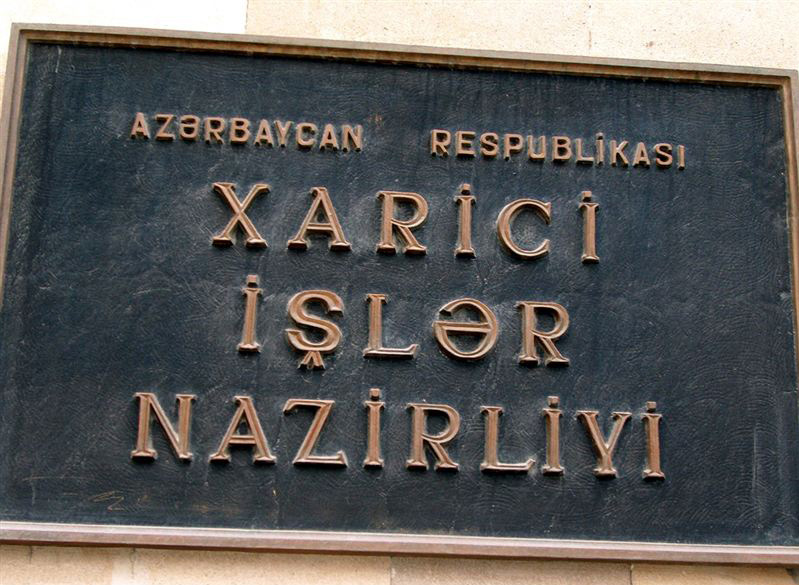 AZƏRBAYCAN RESPUBLİKASI
XARİCİ
İŞLƏR
NAZİRLİYİ